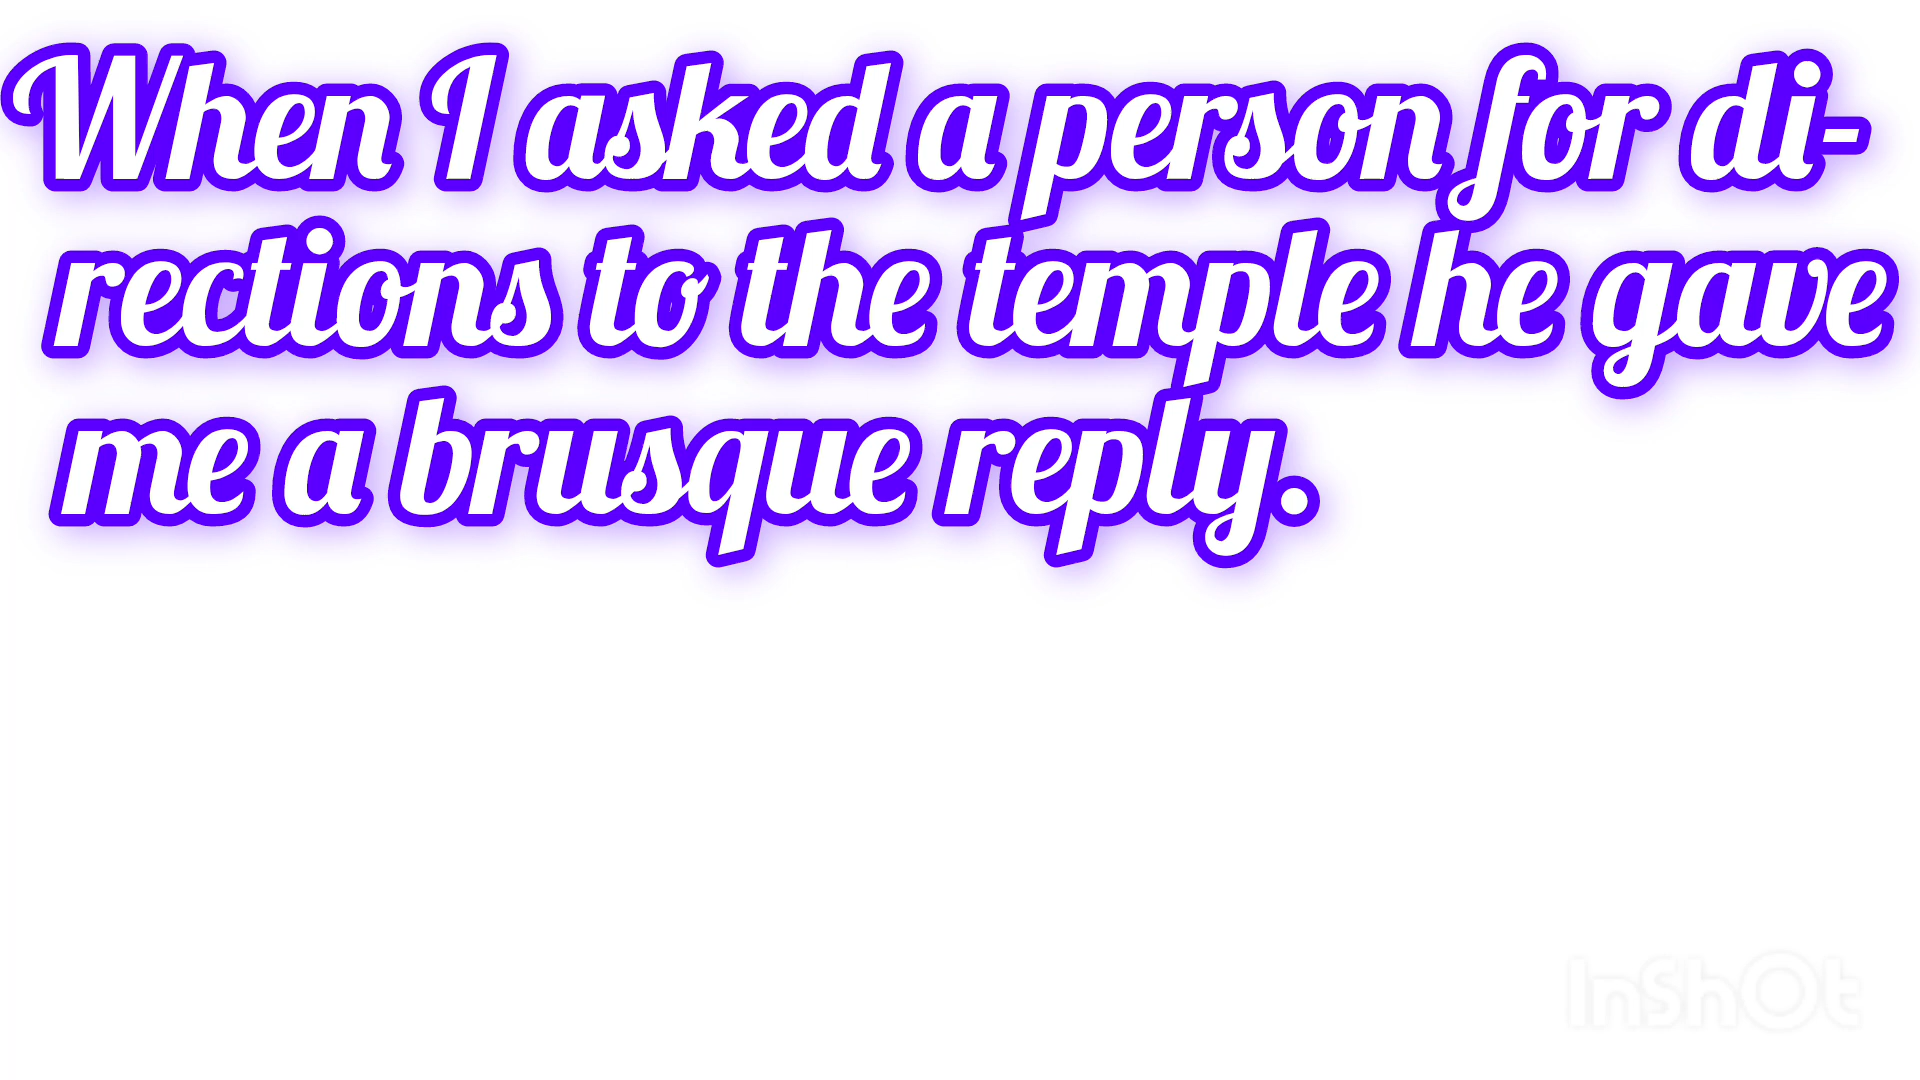 When I asked a person for di-
rections to the temple he gave
me a brusque reply.
InShOt